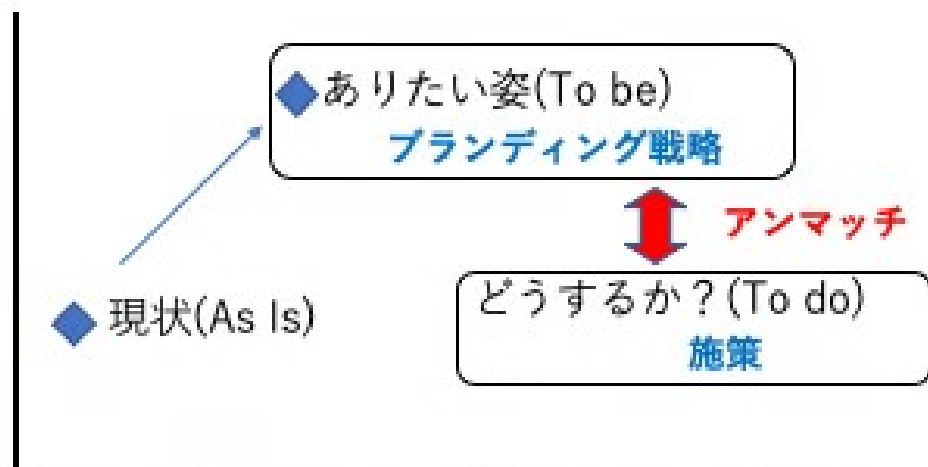 ありたい姿(To be)
ブランディング戦略
アンマッチ
どうするか？(To do)
施策
現状(As Is)